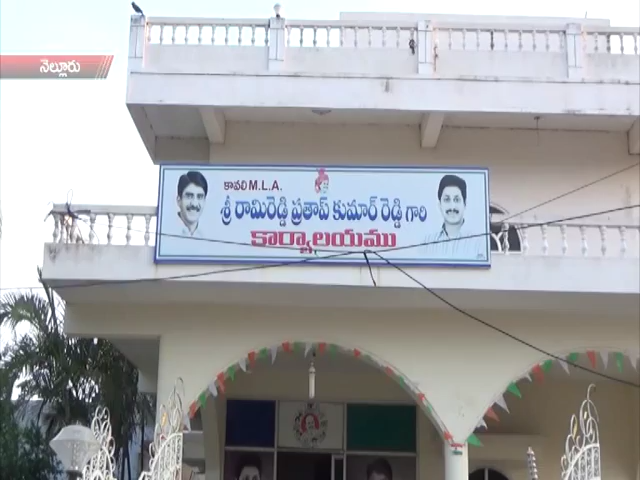 నెల్లూరు
కావలి M.L.A.
శ్రీ రామిరెడ్డి ప్రతాప్ కుమార్ రెడ్డి గారి
కార్యాలయము